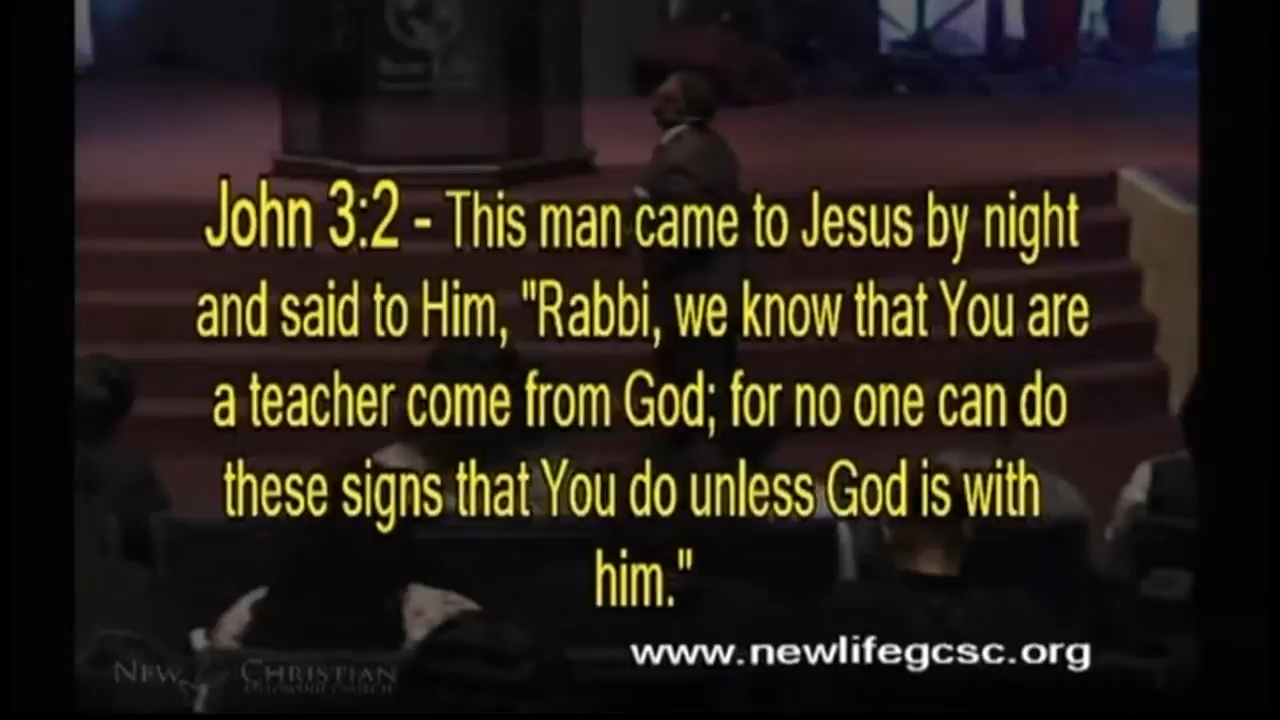 John 3:2 - This man came to Jesus by night
and said to Him, "Rabbi, we know that You are
a teacher come from God; for no one can do
these signs that You do unless God is with
him."
www.newlifegcsc.org
NEW CHRISTIAN
FELLOWSHIP CHURCH